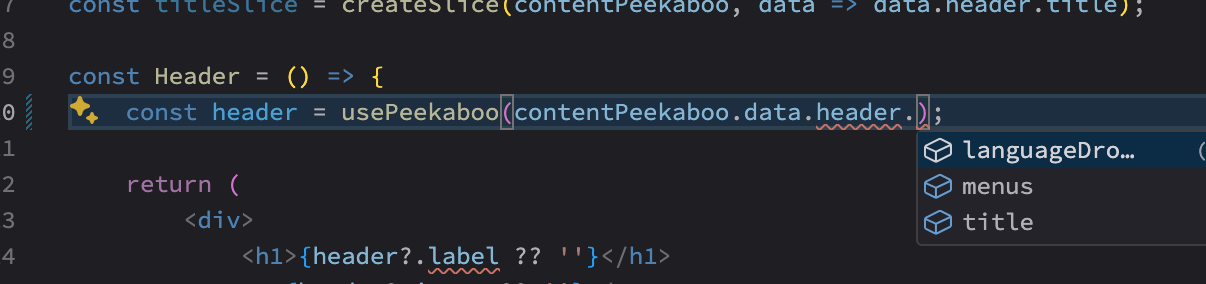 7 const titleSlice = createSlice(contentPeekaboo, data => data.header.title);
8
9 const Header = () => {
0 const header = usePeekaboo(contentPeekaboo.data.header.);
1 languageDro… (
2 return ( menus
3 <div> title
4 <h1>{header?.label ?? ''}</h1>